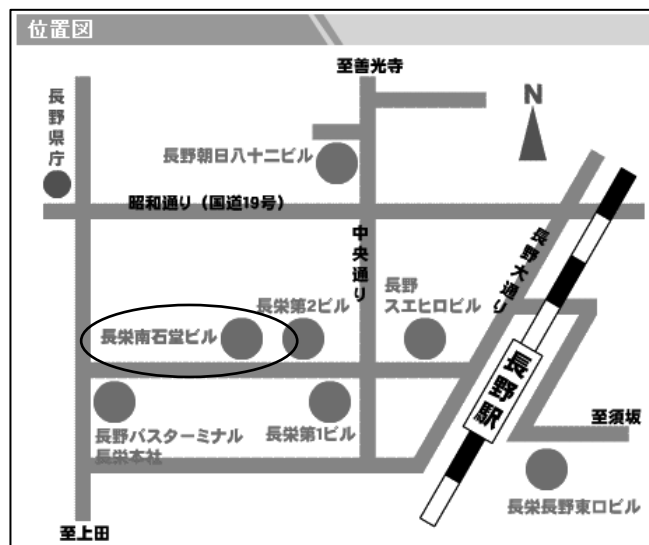 位置図
至善光寺
長野県庁
N
長野朝日八十二ビル
昭和通り（国道19号）
中央通り
長野大通り
長野
スエヒロビル
長栄第2ビル
長栄南石堂ビル
長野駅
至須坂
長野バスターミナル
長栄本社
長栄第1ビル
長栄長野東口ビル
至上田